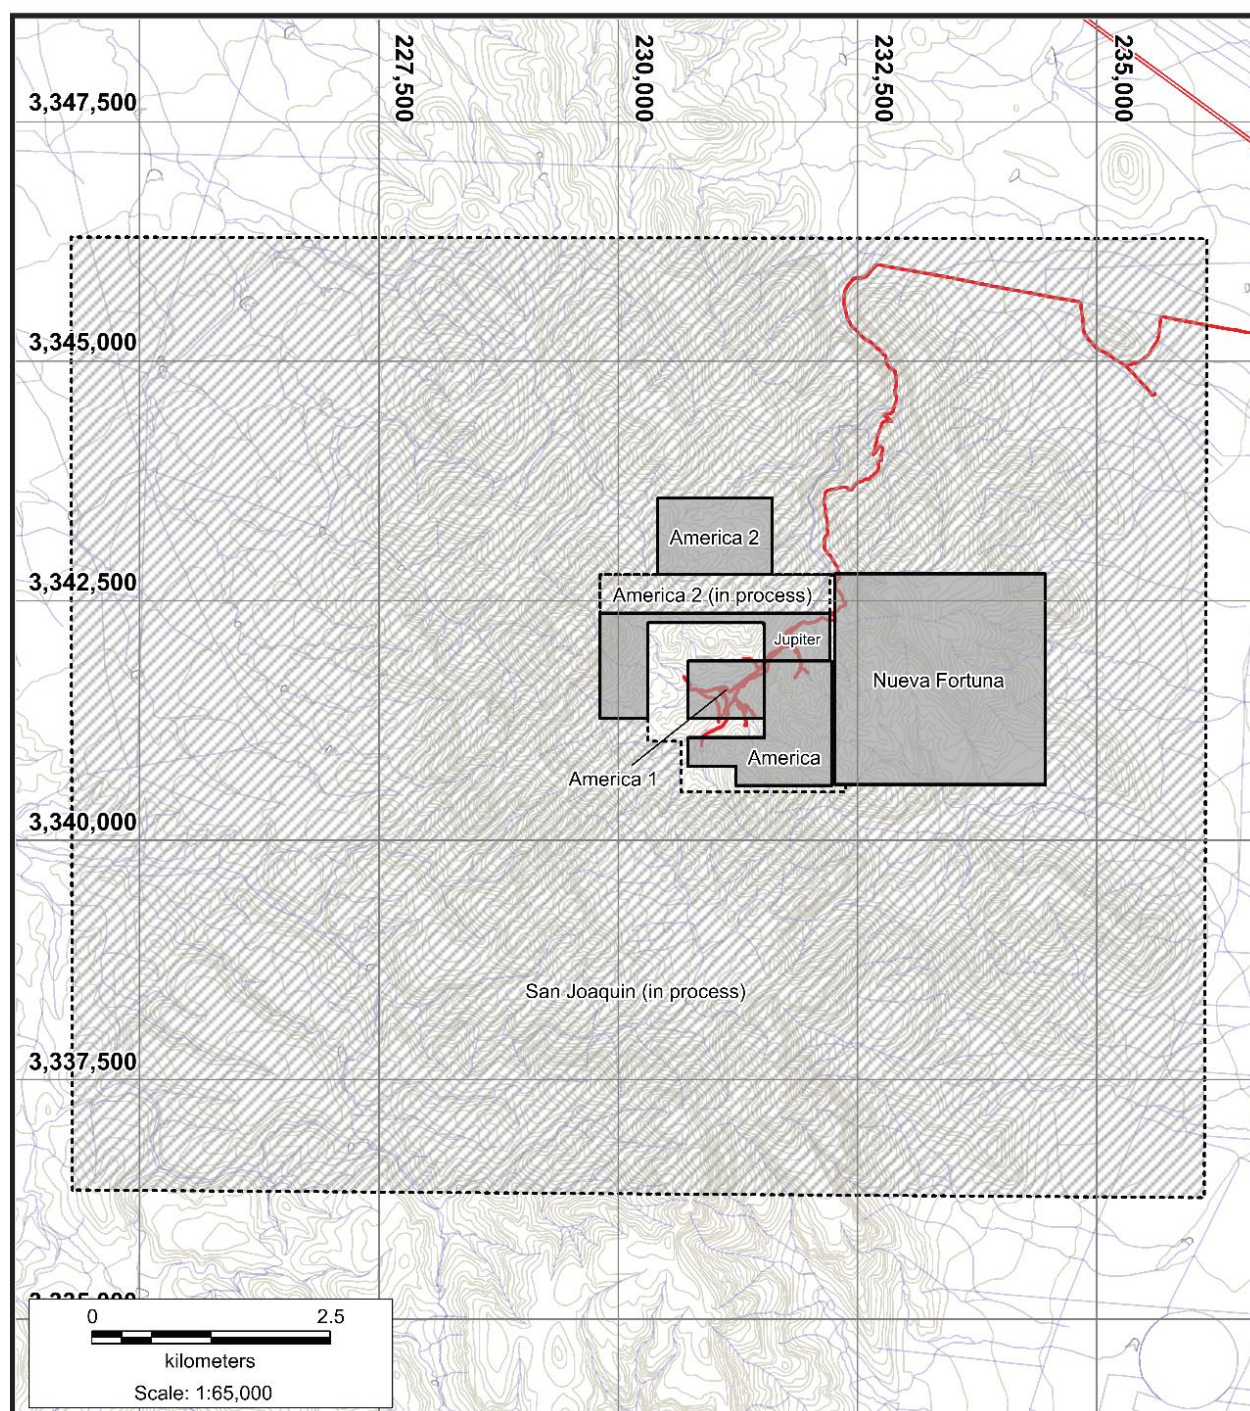 227,500
230,000
232,500
235,000
3,347,500
3,345,000
3,342,500
3,340,000
3,337,500
America 2
America 2 (in process)
Jupiter
Nueva Fortuna
America
America 1
San Joaquin (in process)
0 2.5
kilometers
Scale: 1:65,000